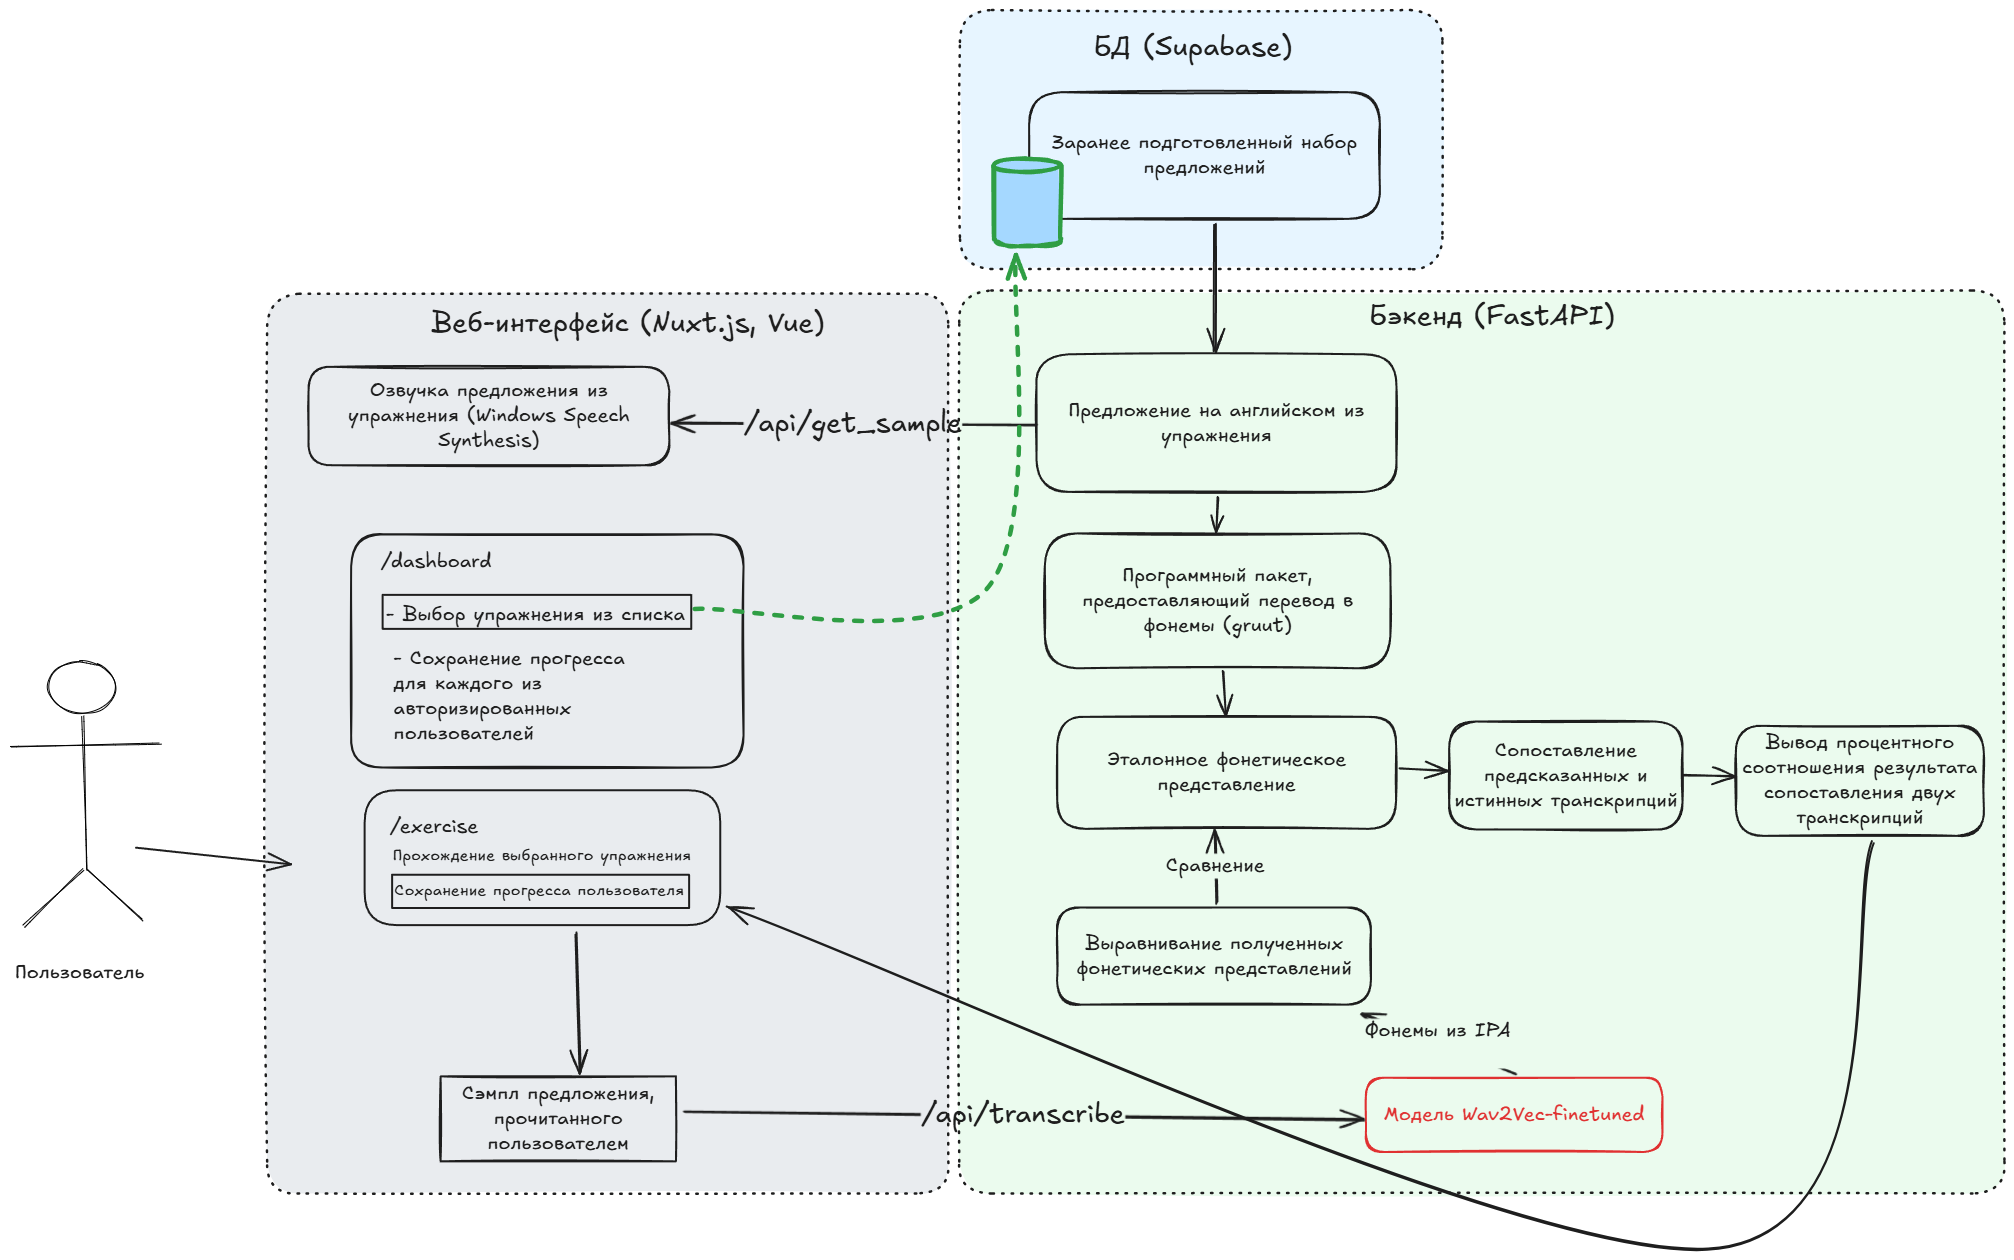 БД (Supabase)
Заранее подготовленный набор
предложений
Веб-интерфейс (Nuxt.js, Vue)
Озвучка предложения из
упражнения (Windows Speech
Synthesis)
/api/get_sample
/dashboard
- Выбор упражнения из списка
- Сохранение прогресса
для каждого из
авторизированных
пользователей
/exercise
Прохождение выбранного упражнения
Сохранение прогресса пользователя
Пользователь
Сэмпл предложения,
прочитанного
пользователем
/api/transcribe
Бэкенд (FastAPI)
Предложение на английском из
упражнения
Программный пакет,
предоставляющий перевод в
фонемы (gruut)
Эталонное фонетическое
представление
Сопоставление
предсказанных и
истинных транскрипций
Вывод процентного
соотношения результата
сопоставления двух
транскрипций
Сравнение
Выравнивание полученных
фонетических представлений
Фонемы из IPA
Модель Wav2Vec-finetuned